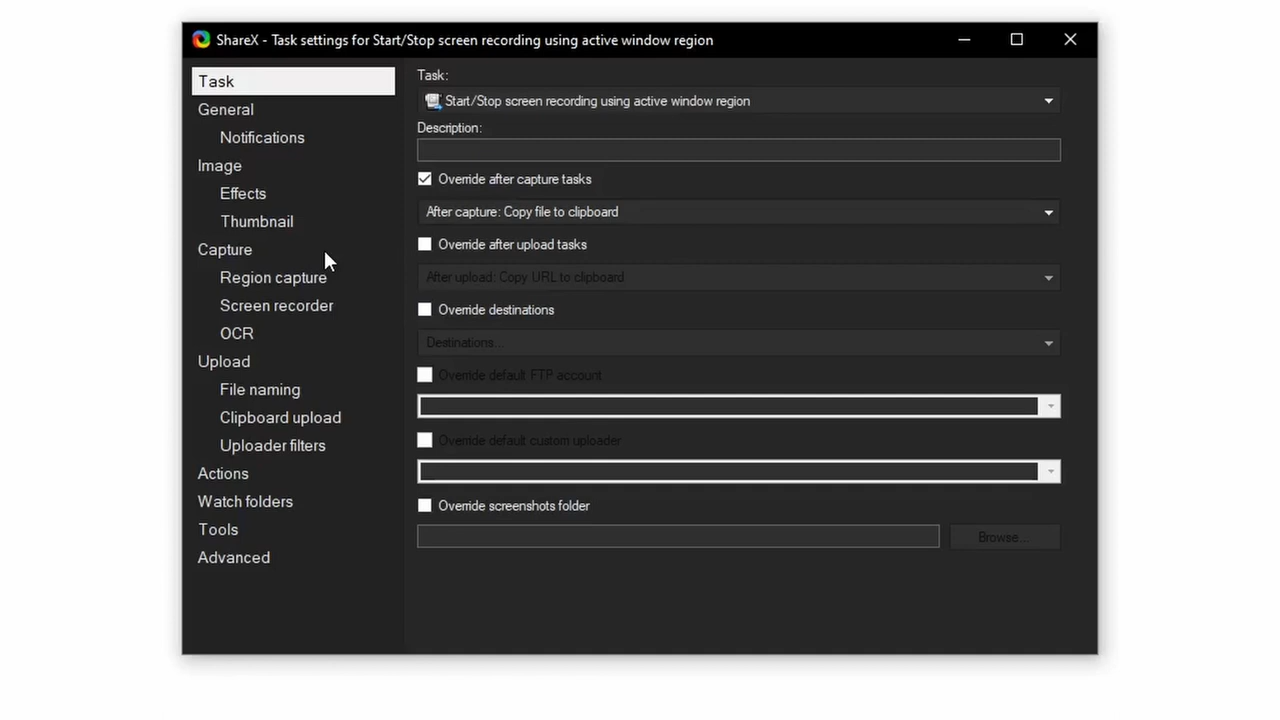 ShareX - Task settings for Start/Stop screen recording using active window region
Task
General
Notifications
Image
Effects
Thumbnail
Capture
Region capture
Screen recorder
OCR
Upload
File naming
Clipboard upload
Uploader filters
Actions
Watch folders
Tools
Advanced
Task:
Start/Stop screen recording using active window region
Description:
Override after capture tasks
After capture: Copy file to clipboard
Override after upload tasks
After upload: Copy URL to clipboard
Override destinations
Destinations...
Override default FTP account
Override default custom uploader
Override screenshots folder
Browse...